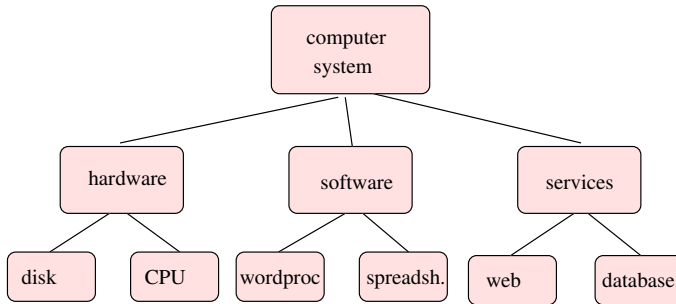 computer
system
hardware
software
services
disk
CPU
wordproc
spreadsh.
web
database